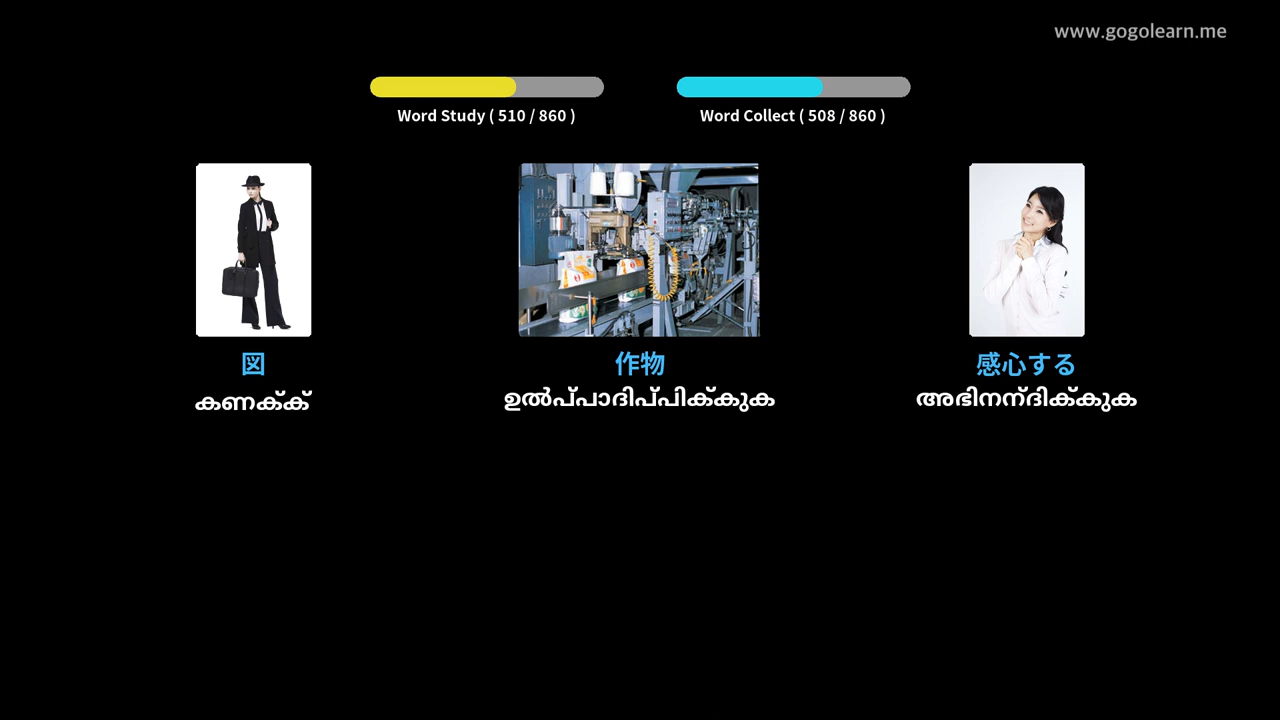 www.gogolearn.me
Word Study ( 510 / 860 )
Word Collect ( 508 / 860 )
図
作物
感心する
കണക്ക്
ഉൽപ്പാദിപ്പിക്കുക
അഭിനന്ദിക്കുക